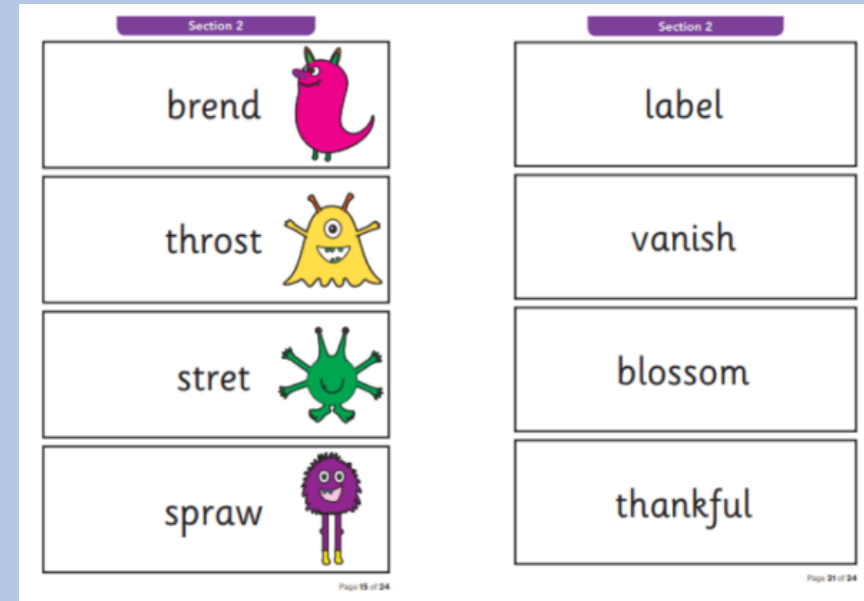 Section 2
brend
throst
stret
spraw
Page 15 of 24
Section 2
label
vanish
blossom
thankful
Page 21 of 24